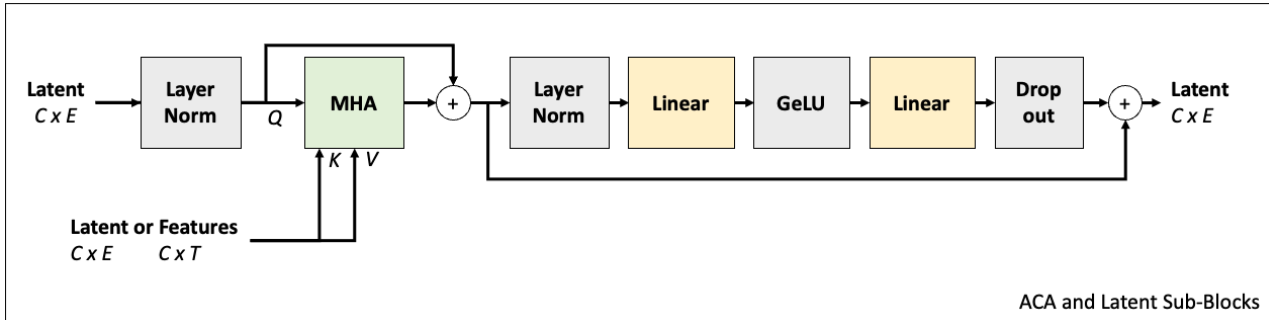 Latent
C x E
Layer
Norm
Q
MHA
K
V
+
Layer
Norm
Linear
GeLU
Linear
Drop
out
+
Latent
C x E
Latent or Features
C x E C x T
ACA and Latent Sub-Blocks